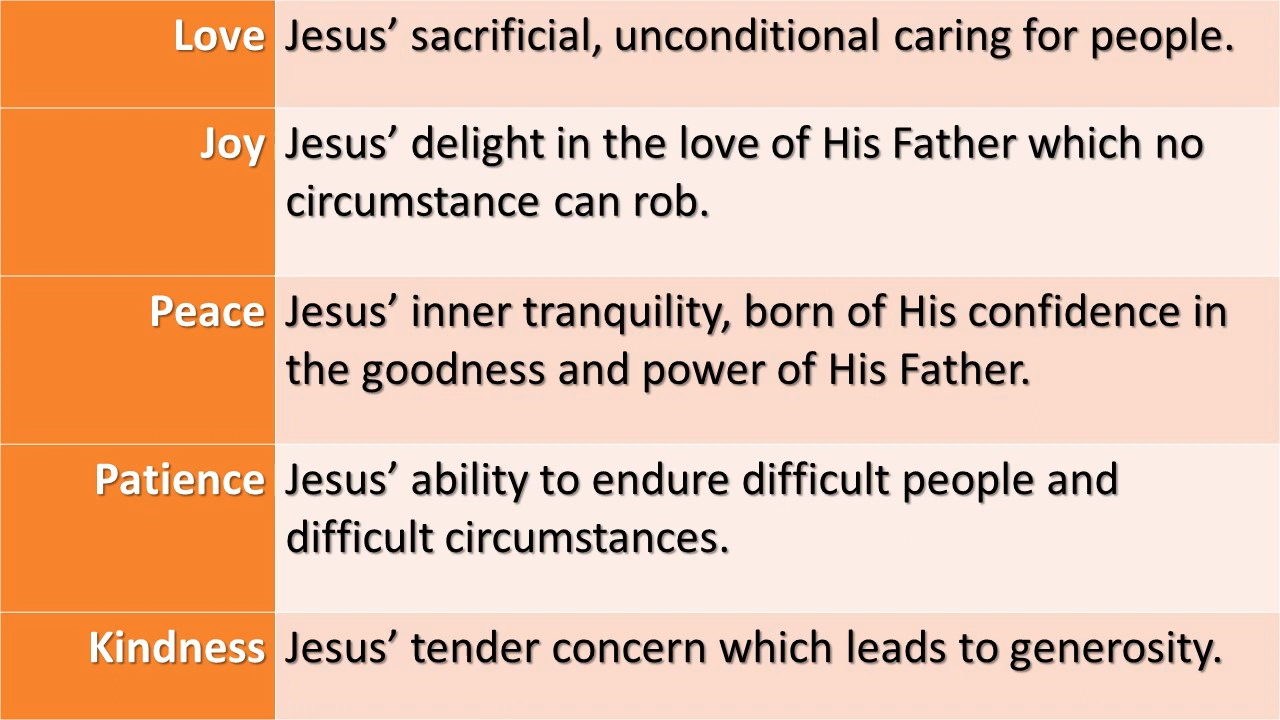 Love Jesus’ sacrificial, unconditional caring for people.
Joy Jesus’ delight in the love of His Father which no
circumstance can rob.
Peace Jesus’ inner tranquility, born of His confidence in
the goodness and power of His Father.
Patience Jesus’ ability to endure difficult people and
difficult circumstances.
Kindness Jesus’ tender concern which leads to generosity.